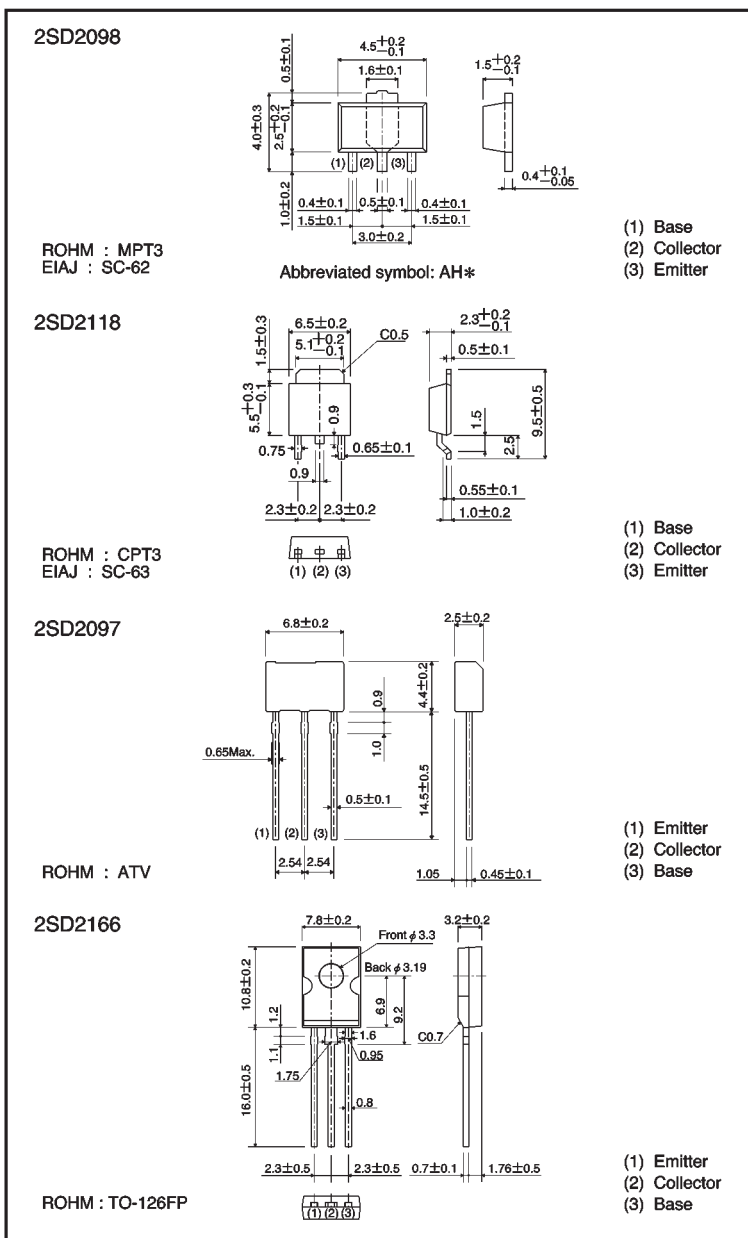 2SD2098
4.5+0.2−0.1
1.6±0.1
0.5±0.1
4.0±0.3
2.5+0.2−0.1
1.0±0.2
(1) (2) (3)
0.4±0.1 0.5±0.1 0.4±0.1
1.5±0.1 1.5±0.1
3.0±0.2
1.5+0.2−0.1
0.4+0.1−0.05
ROHM : MPT3
EIAJ : SC-62
Abbreviated symbol: AH*
(1) Base
(2) Collector
(3) Emitter
2SD2118
6.5±0.2
5.1+0.2−0.1
C0.5
1.5±0.3
5.5+0.3−0.1
0.9
0.75
0.65±0.1
0.9
2.3±0.2 2.3±0.2
(1) (2) (3)
2.3+0.2−0.1
0.5±0.1
1.5
2.5
9.5±0.5
0.55±0.1
1.0±0.2
ROHM : CPT3
EIAJ : SC-63
(1) Base
(2) Collector
(3) Emitter
2SD2097
6.8±0.2
2.5±0.2
4.4±0.2
0.9
1.0
14.5±0.5
0.65Max.
0.5±0.1
(1) (2) (3)
2.54 2.54
1.05 0.45±0.1
ROHM : ATV
(1) Emitter
(2) Collector
(3) Base
2SD2166
7.8±0.2
Front φ3.3
Back φ3.19
3.2±0.2
10.8±0.2
6.9
9.2
1.2
1.1
1.6
0.95
1.75
C0.7
16.0±0.5
0.8
2.3±0.5 2.3±0.5
0.7±0.1 1.76±0.5
(1) (2) (3)
ROHM : TO-126FP
(1) Emitter
(2) Collector
(3) Base